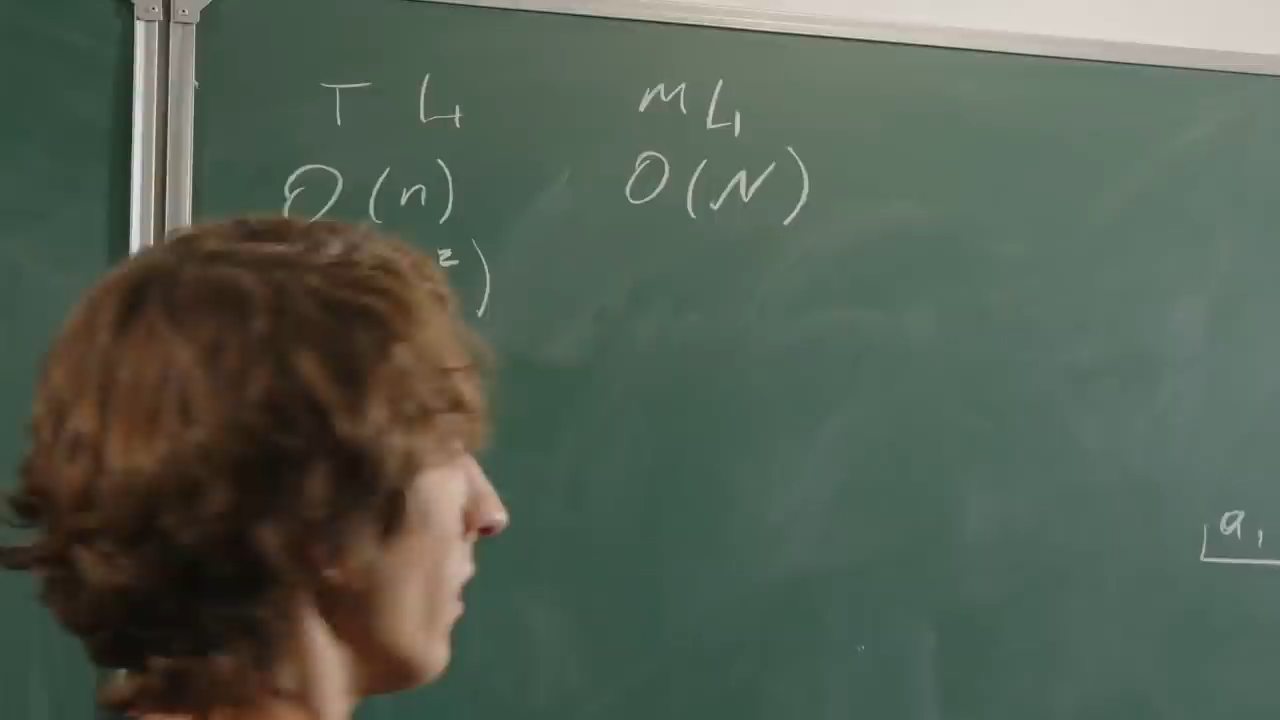 T L M L
O(n) O(N)
²)
a,